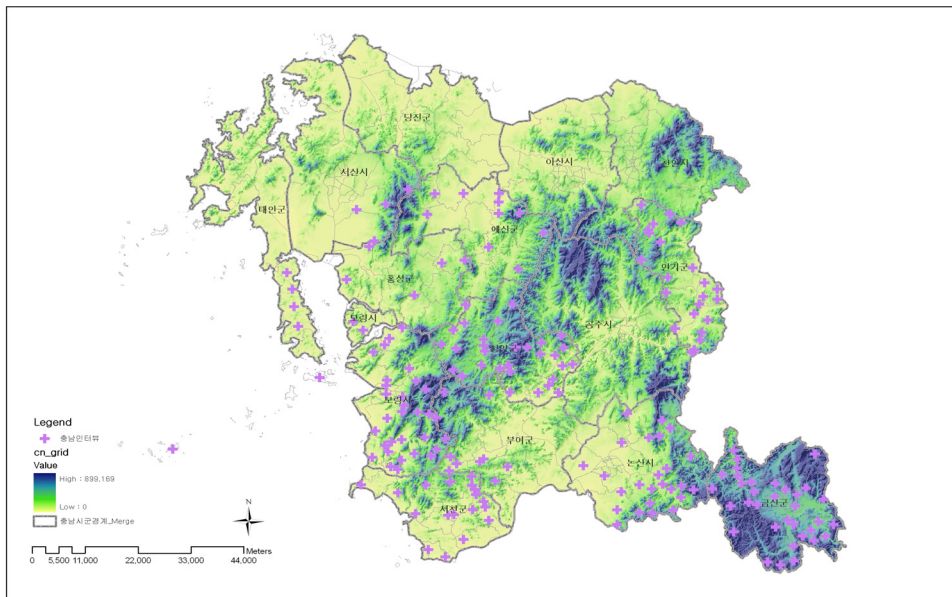 당진군
아산시
천안시
서산시
태안군
예산군
연기군
홍성군
보령시
공주시
청양군
보령시
부여군
논산시
금산군
서천군
Legend
충남인터뷰
cn_grid
Value
High : 899.169
Low : 0
충남시군경계_Merge
N
Meters
0 5,500 11,000 22,000 33,000 44,000